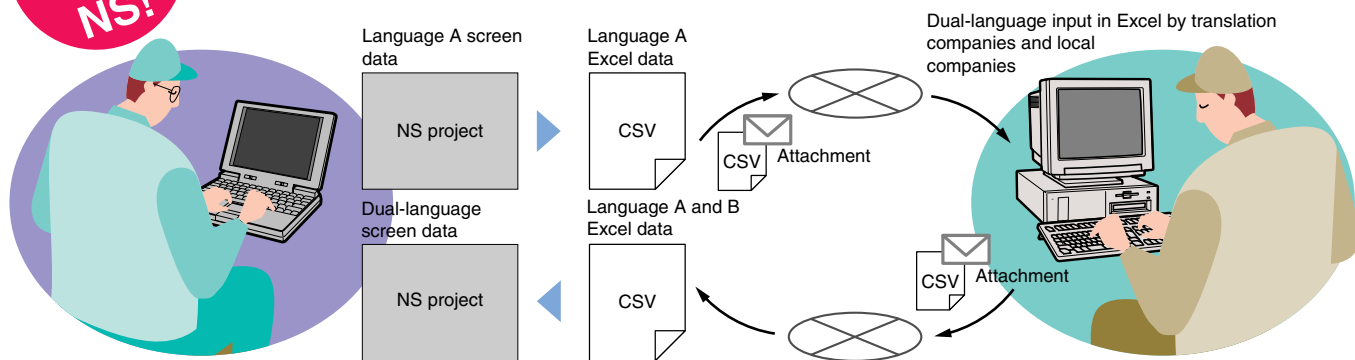 NS!
Language A screen
data
NS project
Language A
Excel data
CSV
CSV
Attachment
Dual-language input in Excel by translation
companies and local
companies
Dual-language
screen data
NS project
Language A and B
Excel data
CSV
CSV
Attachment